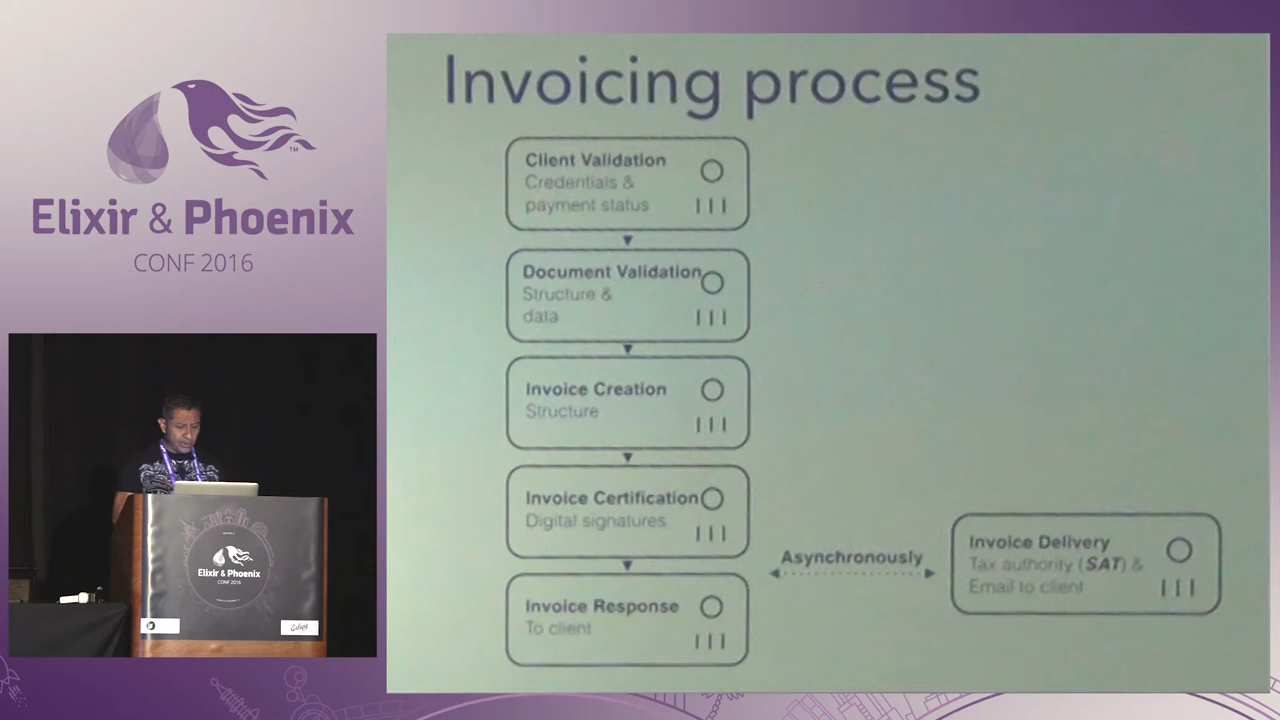 Elixir & Phoenix
TM
CONF 2016
Invoicing process
Client Validation
Credentials &
payment status
Document Validation
Structure &
data
Invoice Creation
Structure
Invoice Certification
Digital signatures
Invoice Response
To client
Asynchronously
Invoice Delivery
Tax authority (SAT) &
Email to client
Elixir & Phoenix
CONF 2016